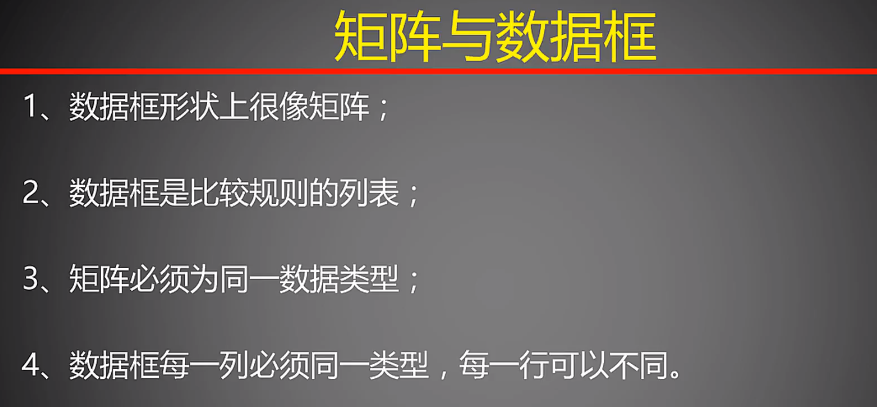 矩阵与数据框
1、数据框形状上很像矩阵；
2、数据框是比较规则的列表；
3、矩阵必须为同一数据类型；
4、数据框每一列必须同一类型，每一行可以不同。